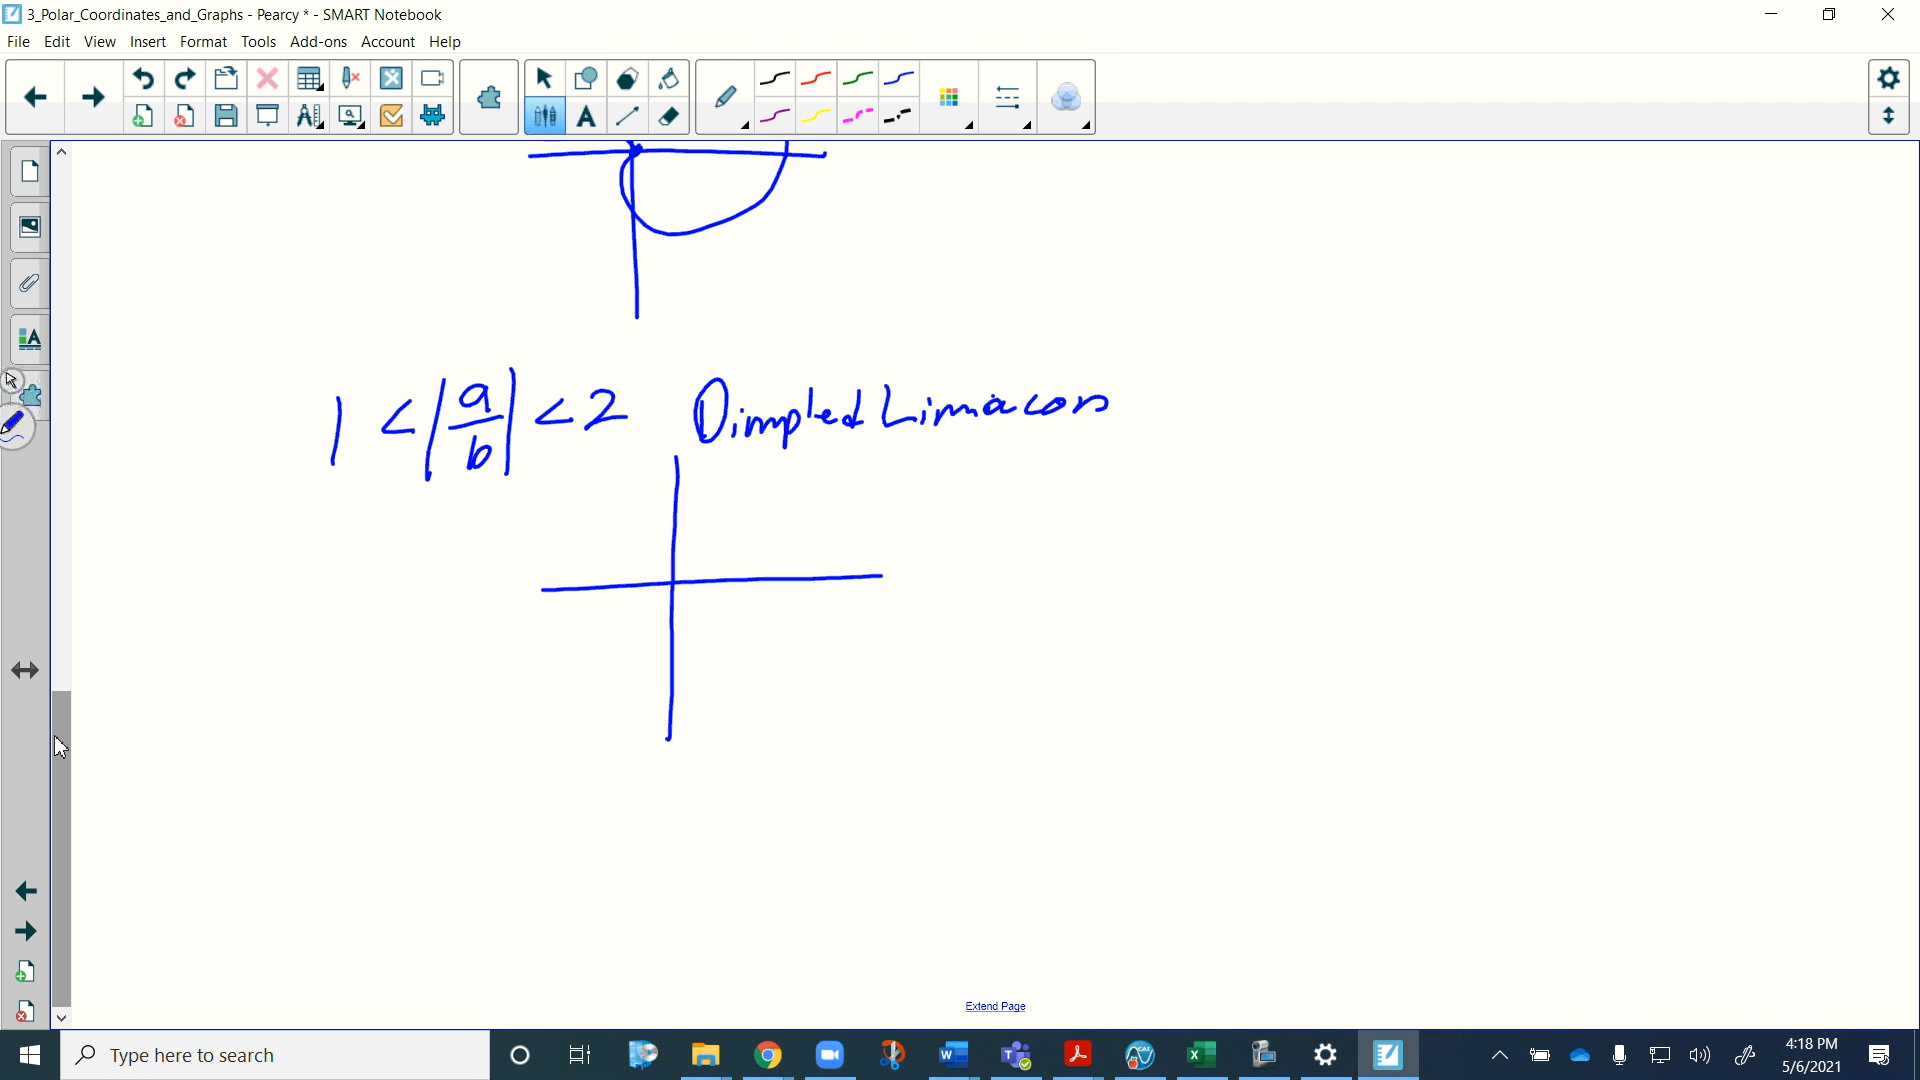 3_Polar_Coordinates_and_Graphs - Pearcy * - SMART Notebook
File Edit View Insert Format Tools Add-ons Account Help
1 < |a/b| < 2 Dimpled Limacons
Extend Page
Type here to search
4:18 PM
5/6/2021